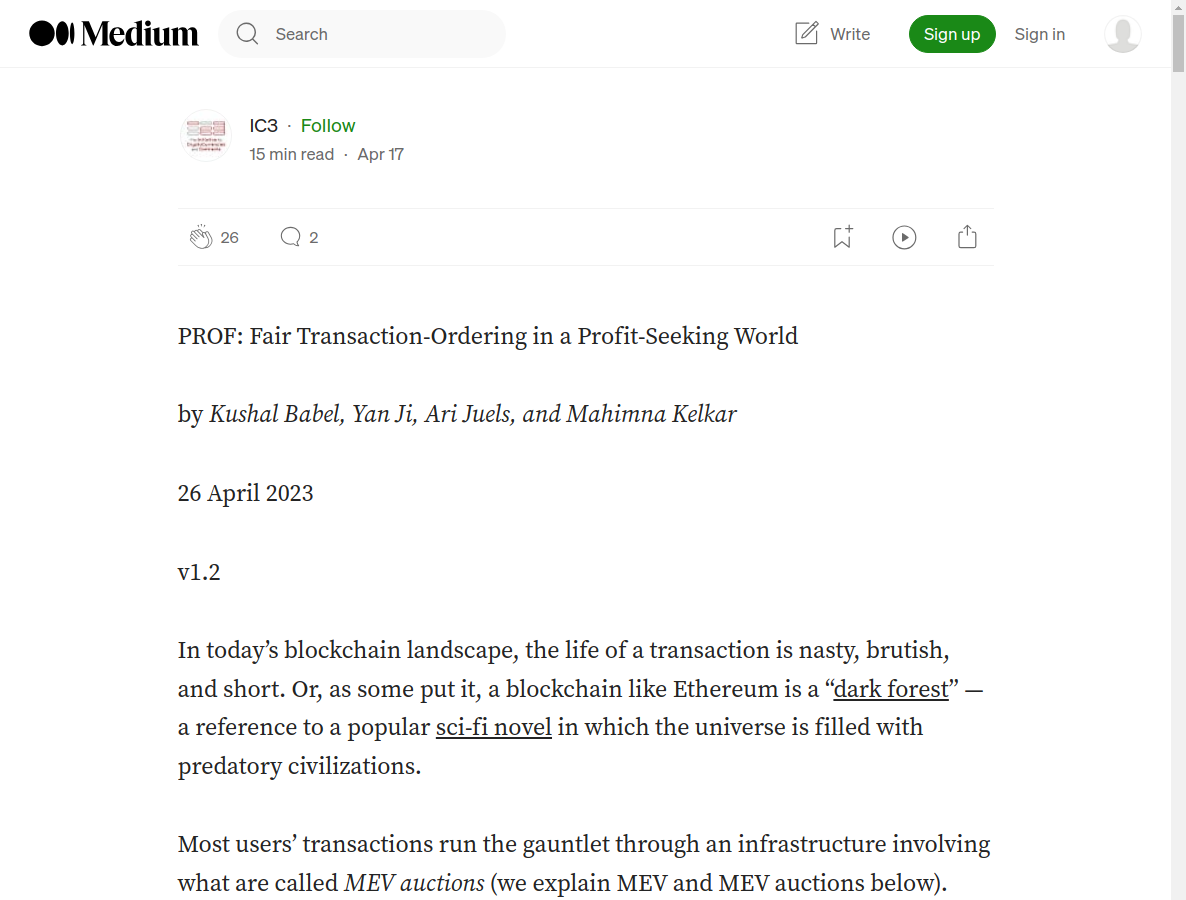 Medium
Search
Write
Sign up
Sign in
IC3 · Follow
15 min read · Apr 17
26
2
PROF: Fair Transaction-Ordering in a Profit-Seeking World
by Kushal Babel, Yan Ji, Ari Juels, and Mahimna Kelkar
26 April 2023
v1.2
In today’s blockchain landscape, the life of a transaction is nasty, brutish,
and short. Or, as some put it, a blockchain like Ethereum is a “dark forest” —
a reference to a popular sci-fi novel in which the universe is filled with
predatory civilizations.
Most users’ transactions run the gauntlet through an infrastructure involving
what are called MEV auctions (we explain MEV and MEV auctions below).